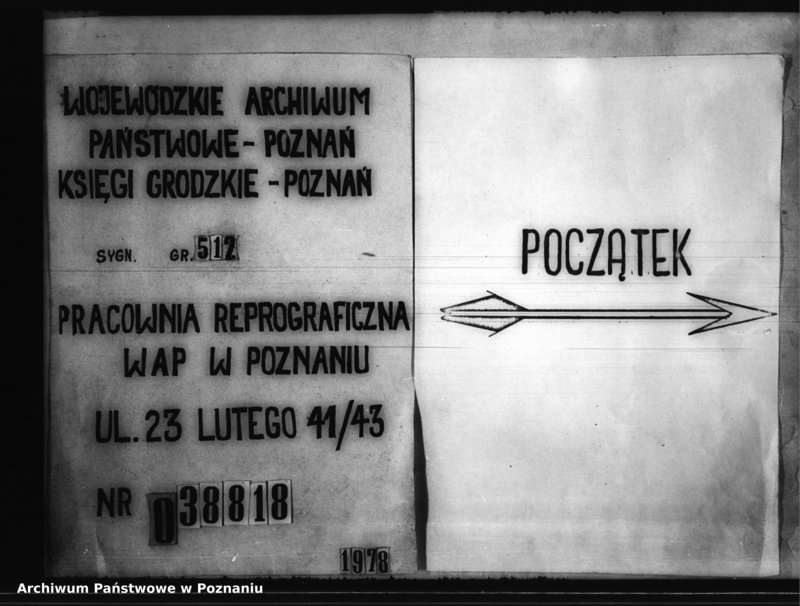 WOJEWÓDZKIE ARCHIWUM
PAŃSTWOWE - POZNAŃ
KSIĘGI GRODZKIE - POZNAŃ
SYGN. GR. 512
PRACOWNIA REPROGRAFICZNA
WAP W POZNANIU
UL. 23 LUTEGO 41/43
NR 038818
1978
POCZĄTEK
Archiwum Państwowe w Poznaniu